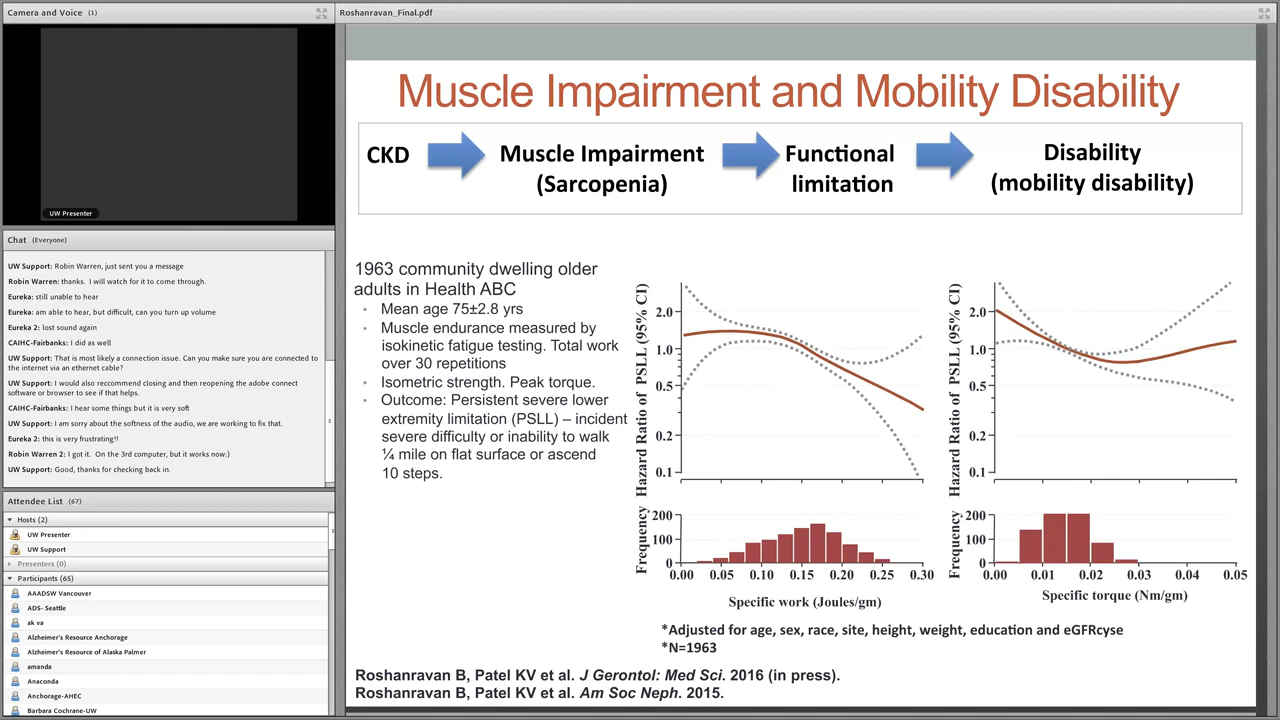 Camera and Voice (1)
UW Presenter
Chat (Everyone)
UW Support: Robin Warren, just sent you a message
Robin Warren: thanks. I will watch for it to come through.
Eureka: still unable to hear
Eureka: am able to hear, but difficult, can you turn up volume
Eureka 2: lost sound again
CAIHC-Fairbanks: I did as well
UW Support: That is most likely a connection issue. Can you make sure you are connected to
the internet via an ethernet cable?
UW Support: I would also reccommend closing and then reopening the adobe connect
software or browser to see if that helps.
CAIHC-Fairbanks: I hear some things but it is very soft
UW Support: I am sorry about the softness of the audio, we are working to fix that.
Eureka 2: this is very frustrating!!
Robin Warren 2: I got it. On the 3rd computer, but it works now:)
UW Support: Good, thanks for checking back in.
Attendee List (67)
Hosts (2)
UW Presenter
UW Support
Presenters (0)
Participants (65)
AAADSW Vancouver
ADS- Seattle
ak va
Alzheimer's Resource Anchorage
Alzheimer's Resource of Alaska Palmer
amanda
Anaconda
Anchorage-AHEC
Barbara Cochrane-UW
Roshanravan_Final.pdf
Muscle Impairment and Mobility Disability
CKD
Muscle Impairment
(Sarcopenia)
Functional
limitation
Disability
(mobility disability)
1963 community dwelling older
adults in Health ABC
• Mean age 75±2.8 yrs
• Muscle endurance measured by
isokinetic fatigue testing. Total work
over 30 repetitions
• Isometric strength. Peak torque.
• Outcome: Persistent severe lower
extremity limitation (PSLL) – incident
severe difficulty or inability to walk
¼ mile on flat surface or ascend
10 steps.
Hazard Ratio of PSLL (95% CI)
2.0
1.0
0.5
0.2
0.1
Frequency
200
100
0
0.00 0.05 0.10 0.15 0.20 0.25 0.30
Specific work (Joules/gm)
Hazard Ratio of PSLL (95% CI)
2.0
1.0
0.5
0.2
0.1
Frequency
200
100
0
0.00 0.01 0.02 0.03 0.04 0.05
Specific torque (Nm/gm)
*Adjusted for age, sex, race, site, height, weight, education and eGFRcyse
*N=1963
Roshanravan B, Patel KV et al. J Gerontol: Med Sci. 2016 (in press).
Roshanravan B, Patel KV et al. Am Soc Neph. 2015.